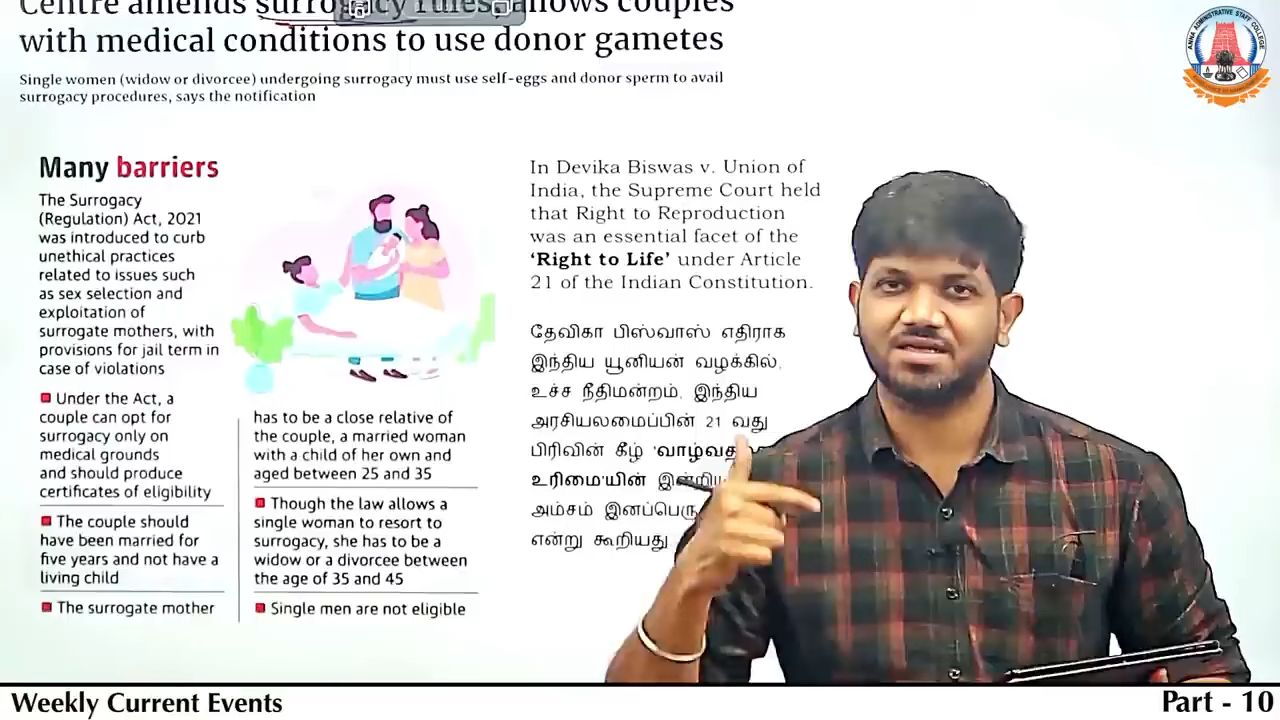 Centre amends surrogacy rules, allows couples
with medical conditions to use donor gametes
Single women (widow or divorcee) undergoing surrogacy must use self-eggs and donor sperm to avail
surrogacy procedures, says the notification
Many barriers
The Surrogacy
(Regulation) Act, 2021
was introduced to curb
unethical practices
related to issues such
as sex selection and
exploitation of
surrogate mothers, with
provisions for jail term in
case of violations
Under the Act, a
couple can opt for
surrogacy only on
medical grounds
and should produce
certificates of eligibility
The couple should
have been married for
five years and not have a
living child
The surrogate mother
has to be a close relative of
the couple, a married woman
with a child of her own and
aged between 25 and 35
Though the law allows a
single woman to resort to
surrogacy, she has to be a
widow or a divorcee between
the age of 35 and 45
Single men are not eligible
In Devika Biswas v. Union of
India, the Supreme Court held
that Right to Reproduction
was an essential facet of the
‘Right to Life’ under Article
21 of the Indian Constitution.
தேவிகா பிஸ்வாஸ் எதிராக
இந்திய யூனியன் வழக்கில்,
உச்ச நீதிமன்றம், இந்திய
அரசியலமைப்பின் 21 வது
பிரிவின் கீழ்
உரிமை'யின்
அம்சம்
என்று கூறியது
ANNA ADMINISTRATIVE STAFF COLLEGE
Weekly Current Events
Part - 10